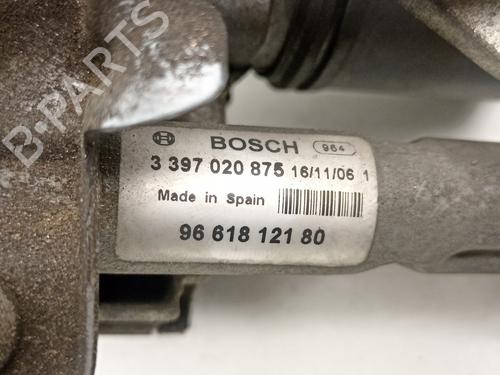 B-PARTS
BOSCH 964
3 397 020 875 16/11/06 1
Made in Spain
96 618 121 80